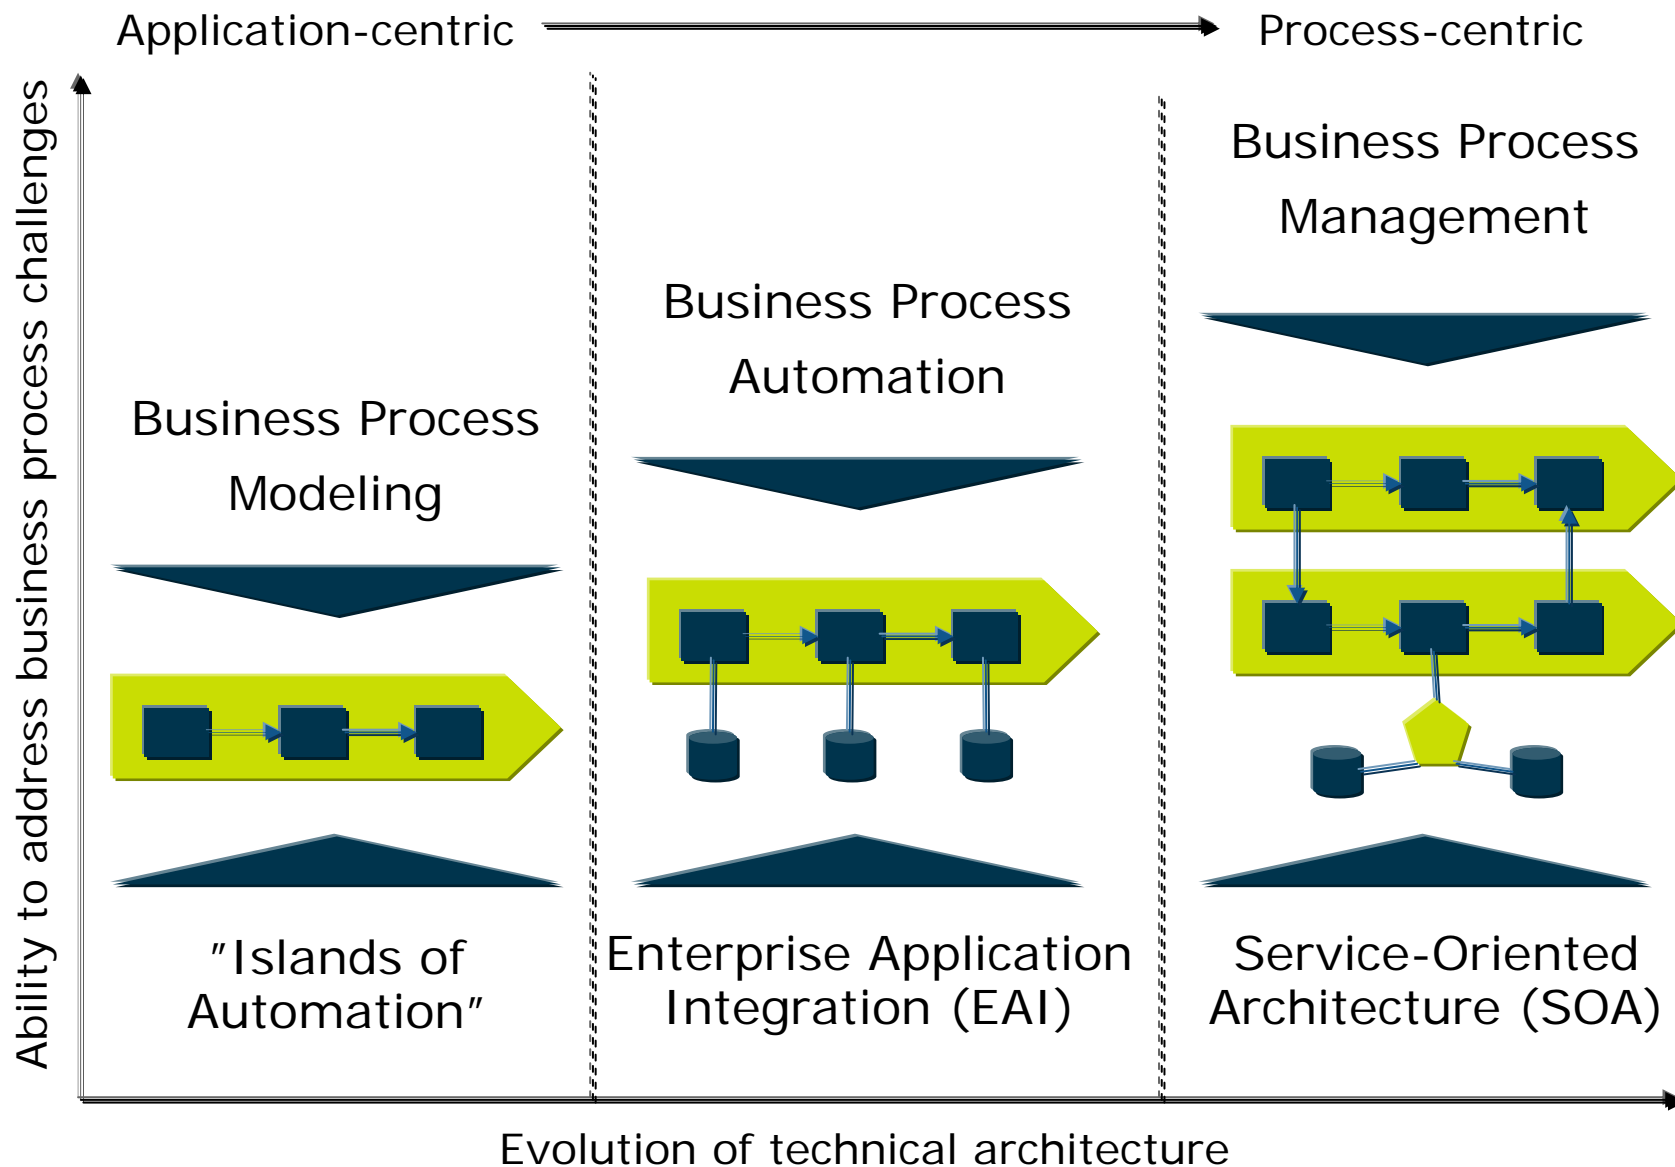 Application-centric
Process-centric
Ability to address business process challenges
Business Process
Modeling
"Islands of
Automation"
Business Process
Automation
Enterprise Application
Integration (EAI)
Business Process
Management
Service-Oriented
Architecture (SOA)
Evolution of technical architecture